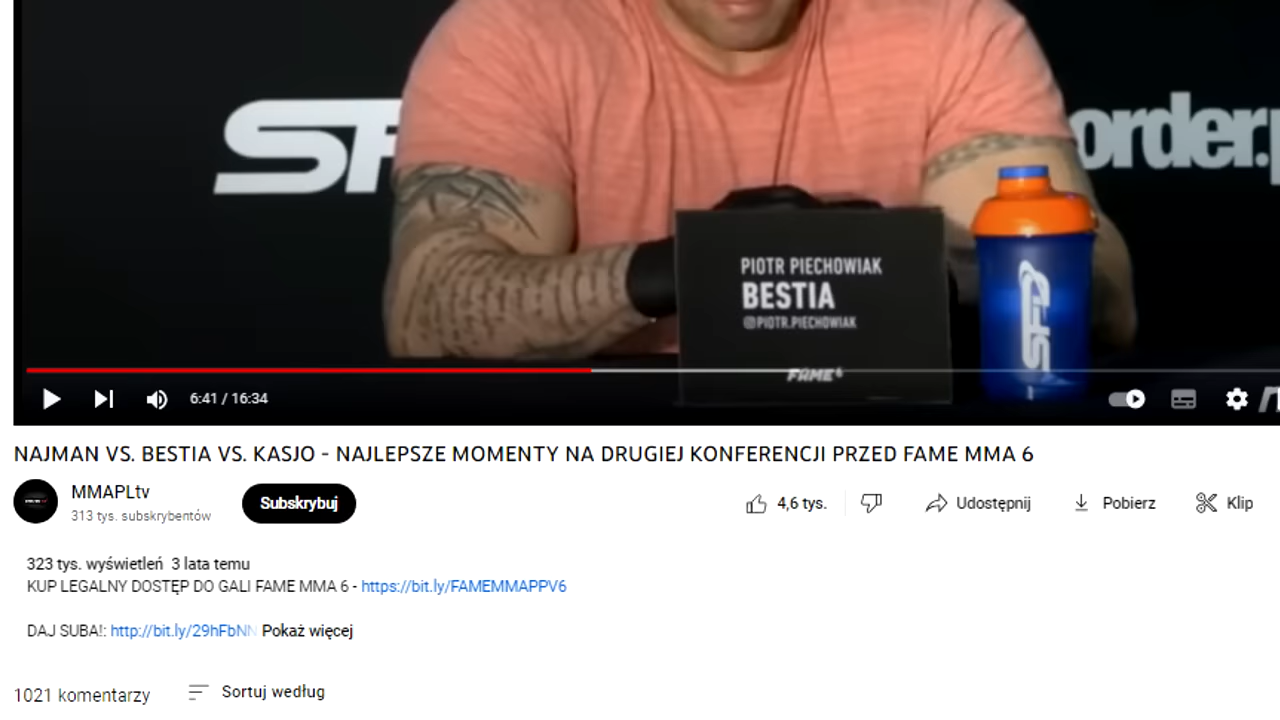 SF
order.p
PIOTR PIECHOWIAK
BESTIA
@PIOTR.PIECHOWIAK
FAME 6
SFD
6:41 / 16:34
NAJMAN VS. BESTIA VS. KASJO - NAJLEPSZE MOMENTY NA DRUGIEJ KONFERENCJI PRZED FAME MMA 6
MMAPLtv
313 tys. subskrybentów
Subskrybuj
4,6 tys.
Udostępnij
Pobierz
Klip
323 tys. wyświetleń 3 lata temu
KUP LEGALNY DOSTĘP DO GALI FAME MMA 6 - https://bit.ly/FAMEMMAPPV6
DAJ SUBA!: http://bit.ly/29hFbNN Pokaż więcej
1021 komentarzy
Sortuj według